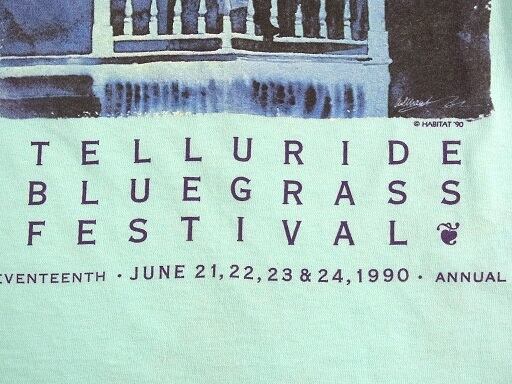 © HABITAT '90
TELLURIDE
BLUEGRASS
FESTIVAL
EVENTEENTH · JUNE 21, 22, 23 & 24, 1990 · ANNUAL